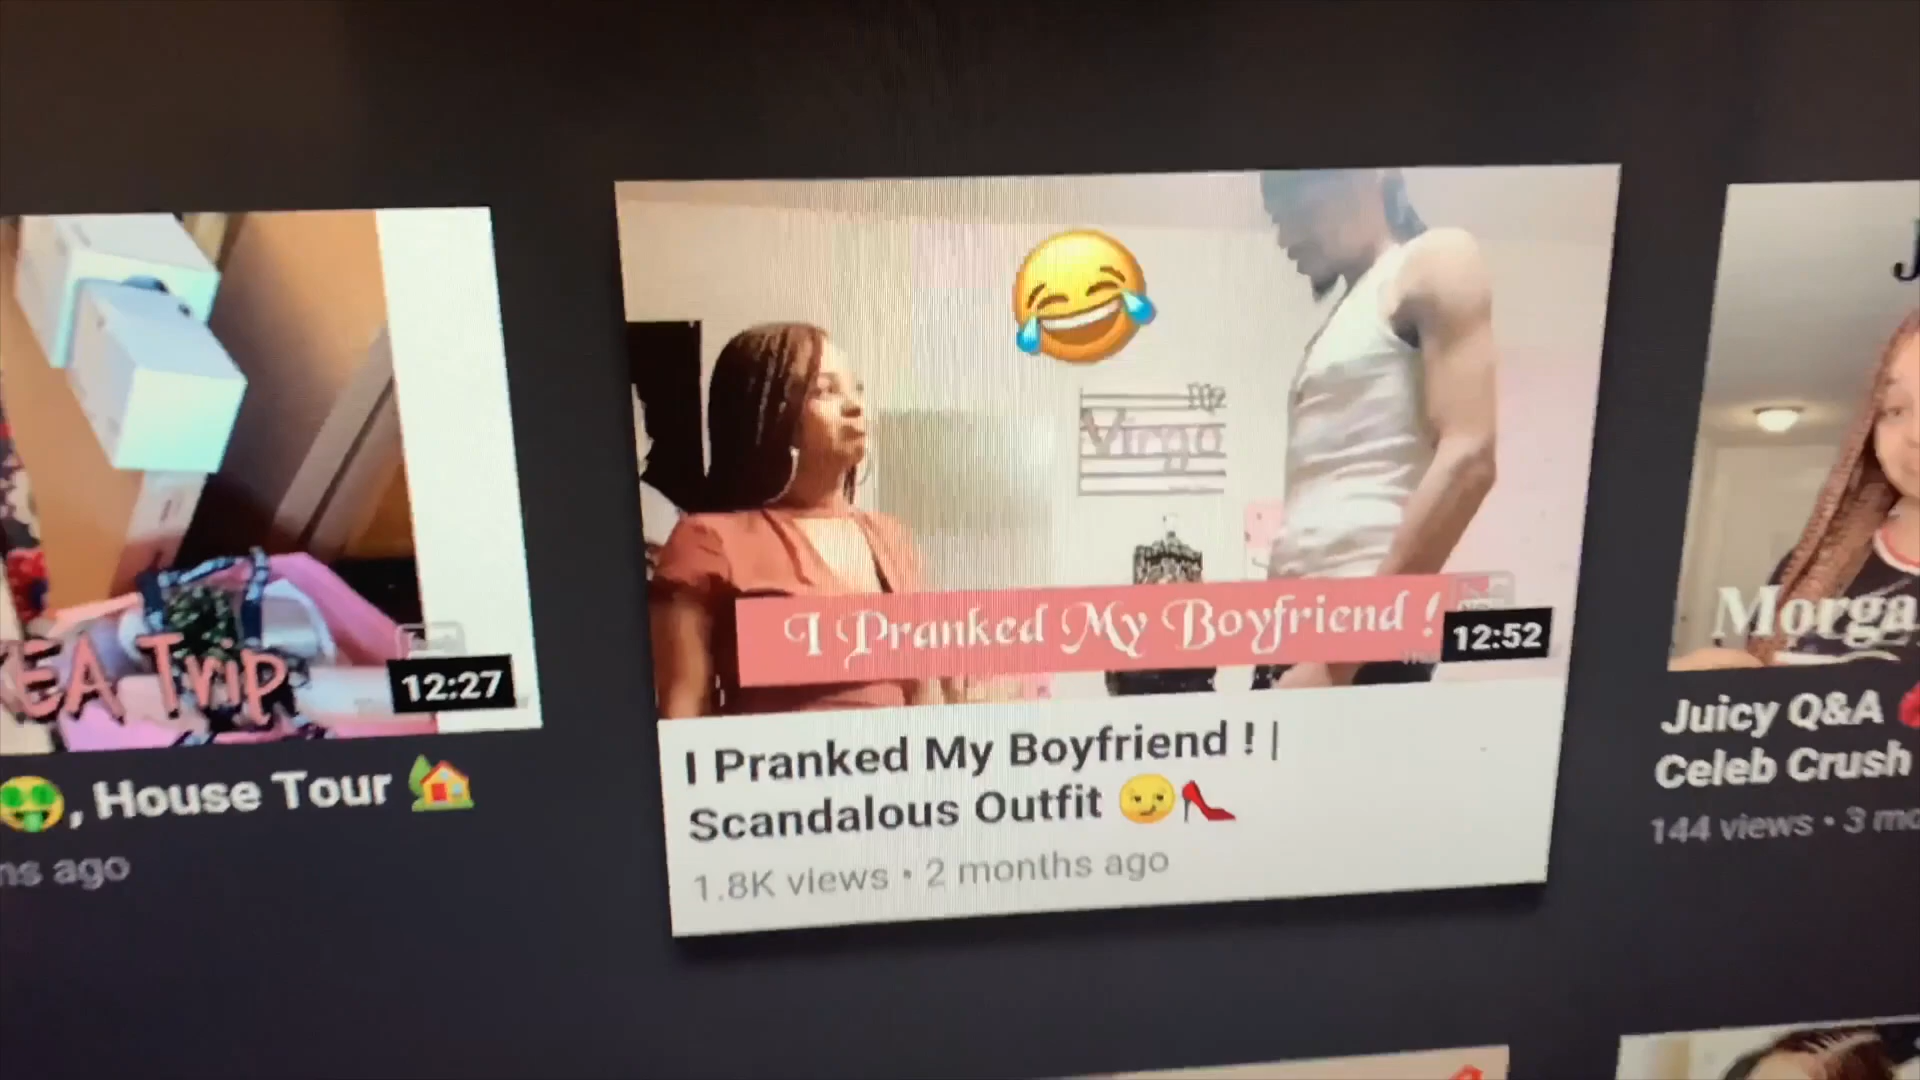 EA Trip
12:27
, House Tour
ns ago
Virgo
I Pranked My Boyfriend !
12:52
I Pranked My Boyfriend ! |
Scandalous Outfit
1.8K views • 2 months ago
J
Morga
Juicy Q&A
Celeb Crush
144 views • 3 mo